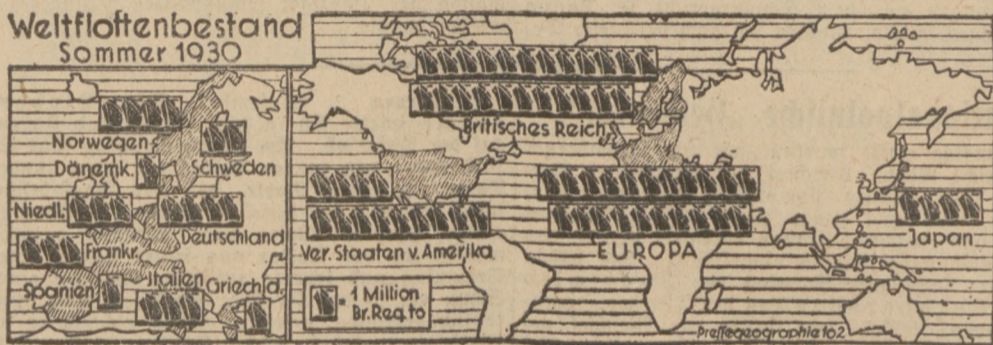 Weltflottenbestand
Sommer 1930
Norwegen
Schweden
Dänemk.
Niedl.
Deutschland
Frankr.
Spanien
Italien
Griechld.
Britisches Reich
Ver. Staaten v. Amerika
EUROPA
Japan
= 1 Million
Br. Reg. to
Pressegeographie 162